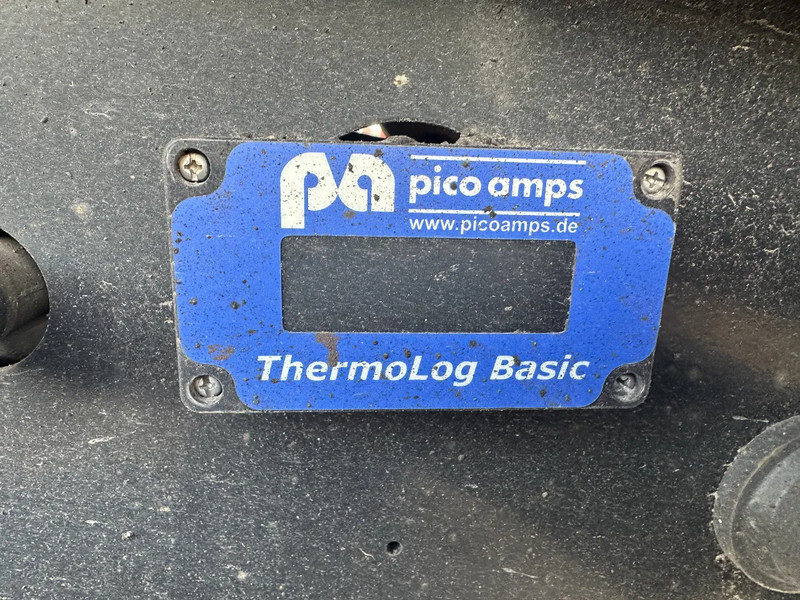 pa
pico amps
www.picoamps.de
ThermoLog Basic